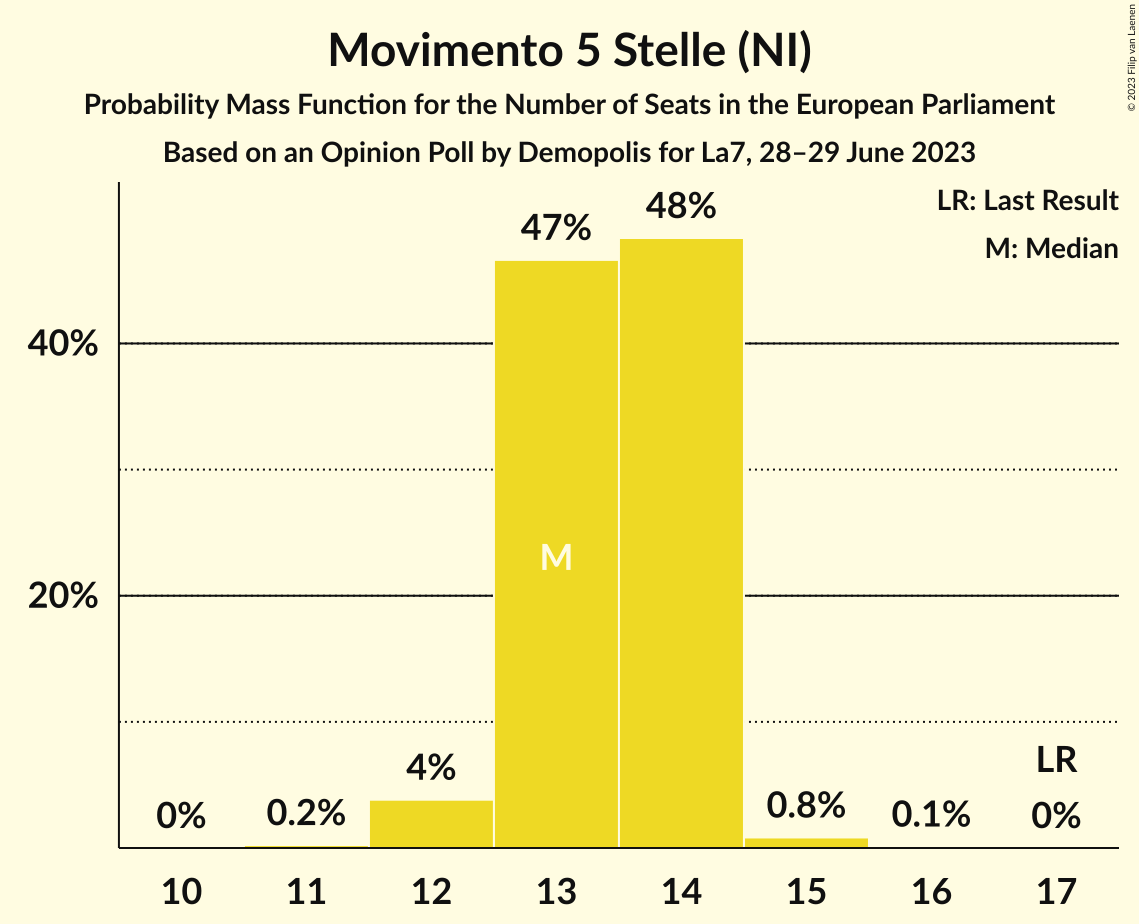 Movimento 5 Stelle (NI)
Probability Mass Function for the Number of Seats in the European Parliament
Based on an Opinion Poll by Demopolis for La7, 28–29 June 2023
© 2023 Filip van Laenen
LR: Last Result
M: Median
40%
20%
0%
0.2%
4%
47%
M
48%
0.8%
0.1%
LR
0%
10 11 12 13 14 15 16 17